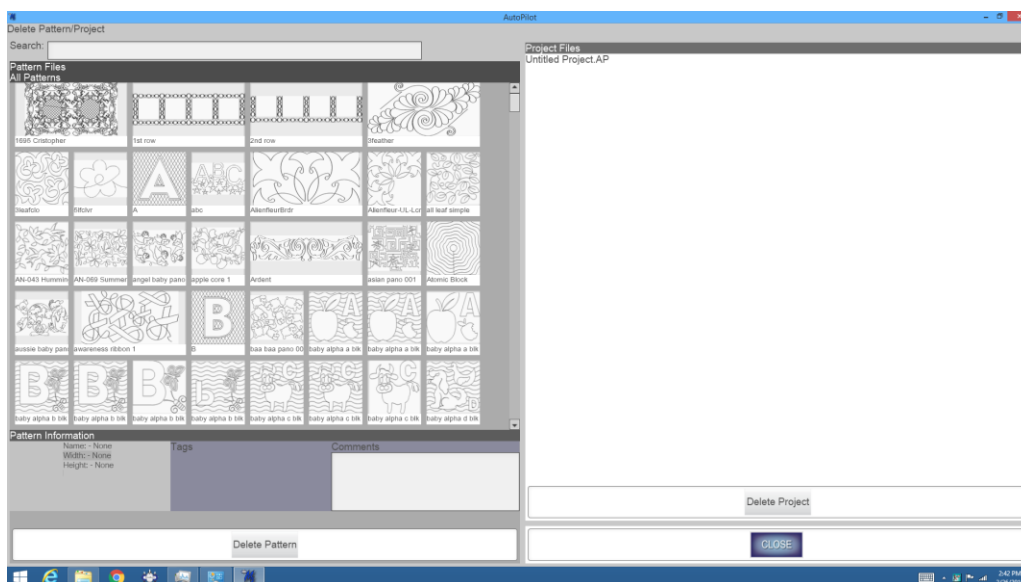 AutoPilot
Delete Pattern/Project
Search:
Pattern Files
All Patterns
1695 Cristopher
1st row
2nd row
3feather
3leafclo
fifclvr
A
abc
AlienfleurBrdr
Alienfleur-UL-Lcr
all leaf simple
AN-043 Hummin
AN-089 Summer
angel baby pano
apple core 1
Ardent
asian pano 001
Atomic Block
aussie baby pan
awareness ribbon 1
B
baa baa pano 00
baby alpha a blk
baby alpha a blk
baby alpha a blk
baby alpha b blk
baby alpha b blk
baby alpha b blk
baby alpha b blk
baby alpha c blk
baby alpha c blk
baby alpha c blk
baby alpha d blk
Pattern Information
Name: - None
Width: - None
Height: - None
Tags
Comments
Delete Pattern
Project Files
Untitled Project.AP
Delete Project
CLOSE
2:42 PM